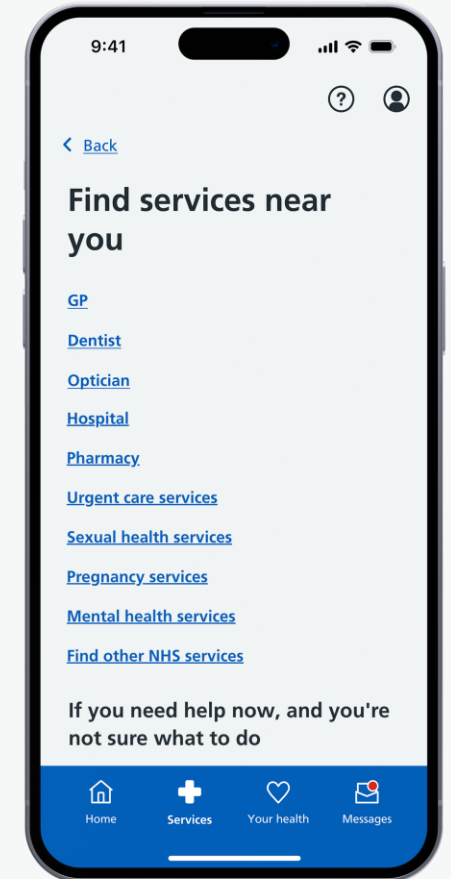 9:41
?
Back
Find services near
you
GP
Dentist
Optician
Hospital
Pharmacy
Urgent care services
Sexual health services
Pregnancy services
Mental health services
Find other NHS services
If you need help now, and you're
not sure what to do
Home Services Your health Messages